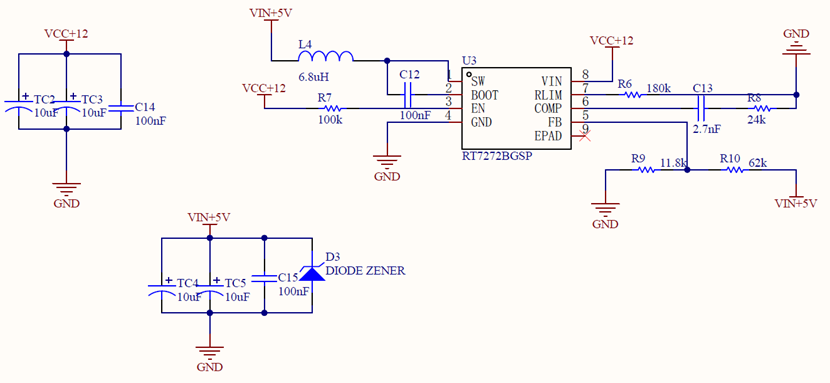 VCC+12
TC2
10uF
TC3
10uF
C14
100nF
GND
VIN+5V
L4
6.8uH
VCC+12
R7
100k
C12
100nF
GND
U3
1
2
3
4
SW
BOOT
EN
GND
VIN
RLIM
COMP
FB
EPAD
8
7
6
5
9
RT7272BGSP
VCC+12
R6
180k
C13
2.7nF
R8
24k
GND
R9
11.8k
R10
62k
GND
VIN+5V
VIN+5V
TC4
10uF
TC5
10uF
C15
100nF
D3
DIODE ZENER
GND